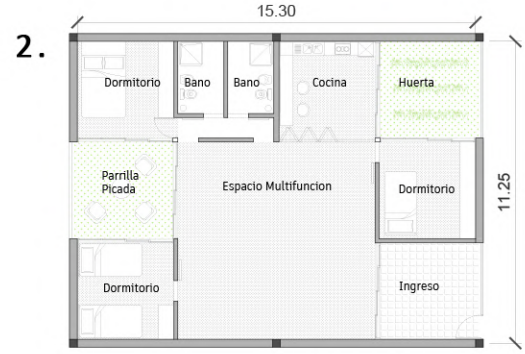 15.30
2.
Dormitorio
Bano
Bano
Cocina
Huerta
Parrilla
Picada
Espacio Multifuncion
Dormitorio
11.25
Dormitorio
Ingreso